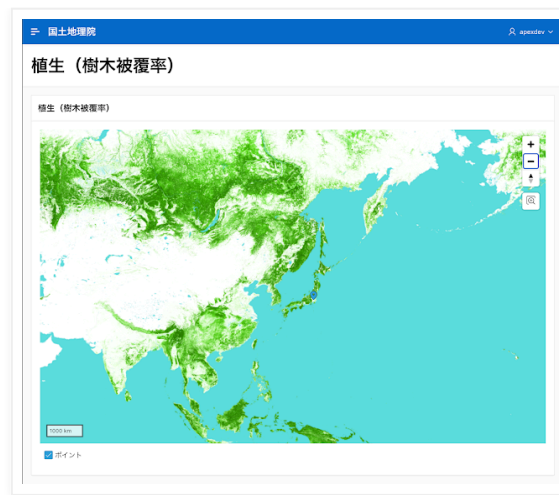 国土地理院
apexdev
植生（樹木被覆率）
植生（樹木被覆率）
1000 km
ポイント